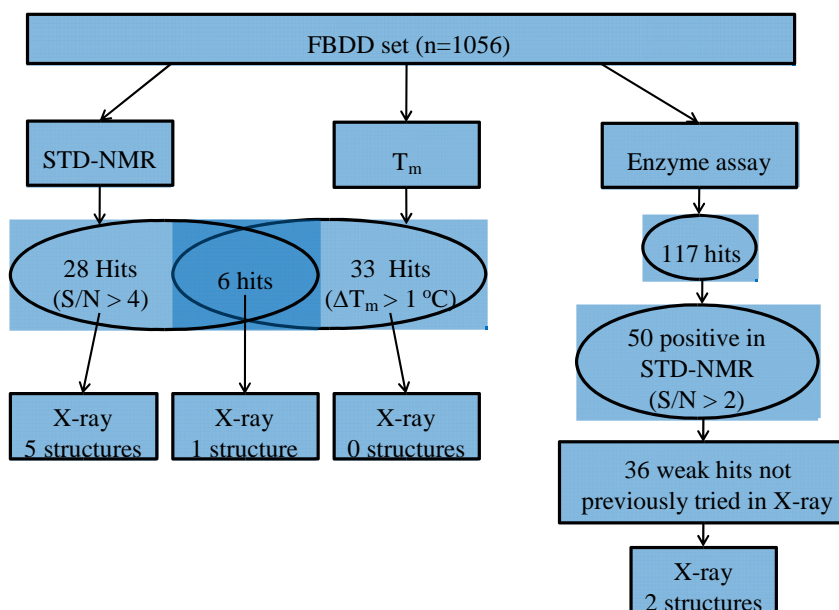 FBDD set (n=1056)
STD-NMR
Tm
Enzyme assay
28 Hits
(S/N > 4)
6 hits
33 Hits
(ΔTm > 1 °C)
117 hits
50 positive in
STD-NMR
(S/N > 2)
X-ray
5 structures
X-ray
1 structure
X-ray
0 structures
36 weak hits not
previously tried in X-ray
X-ray
2 structures